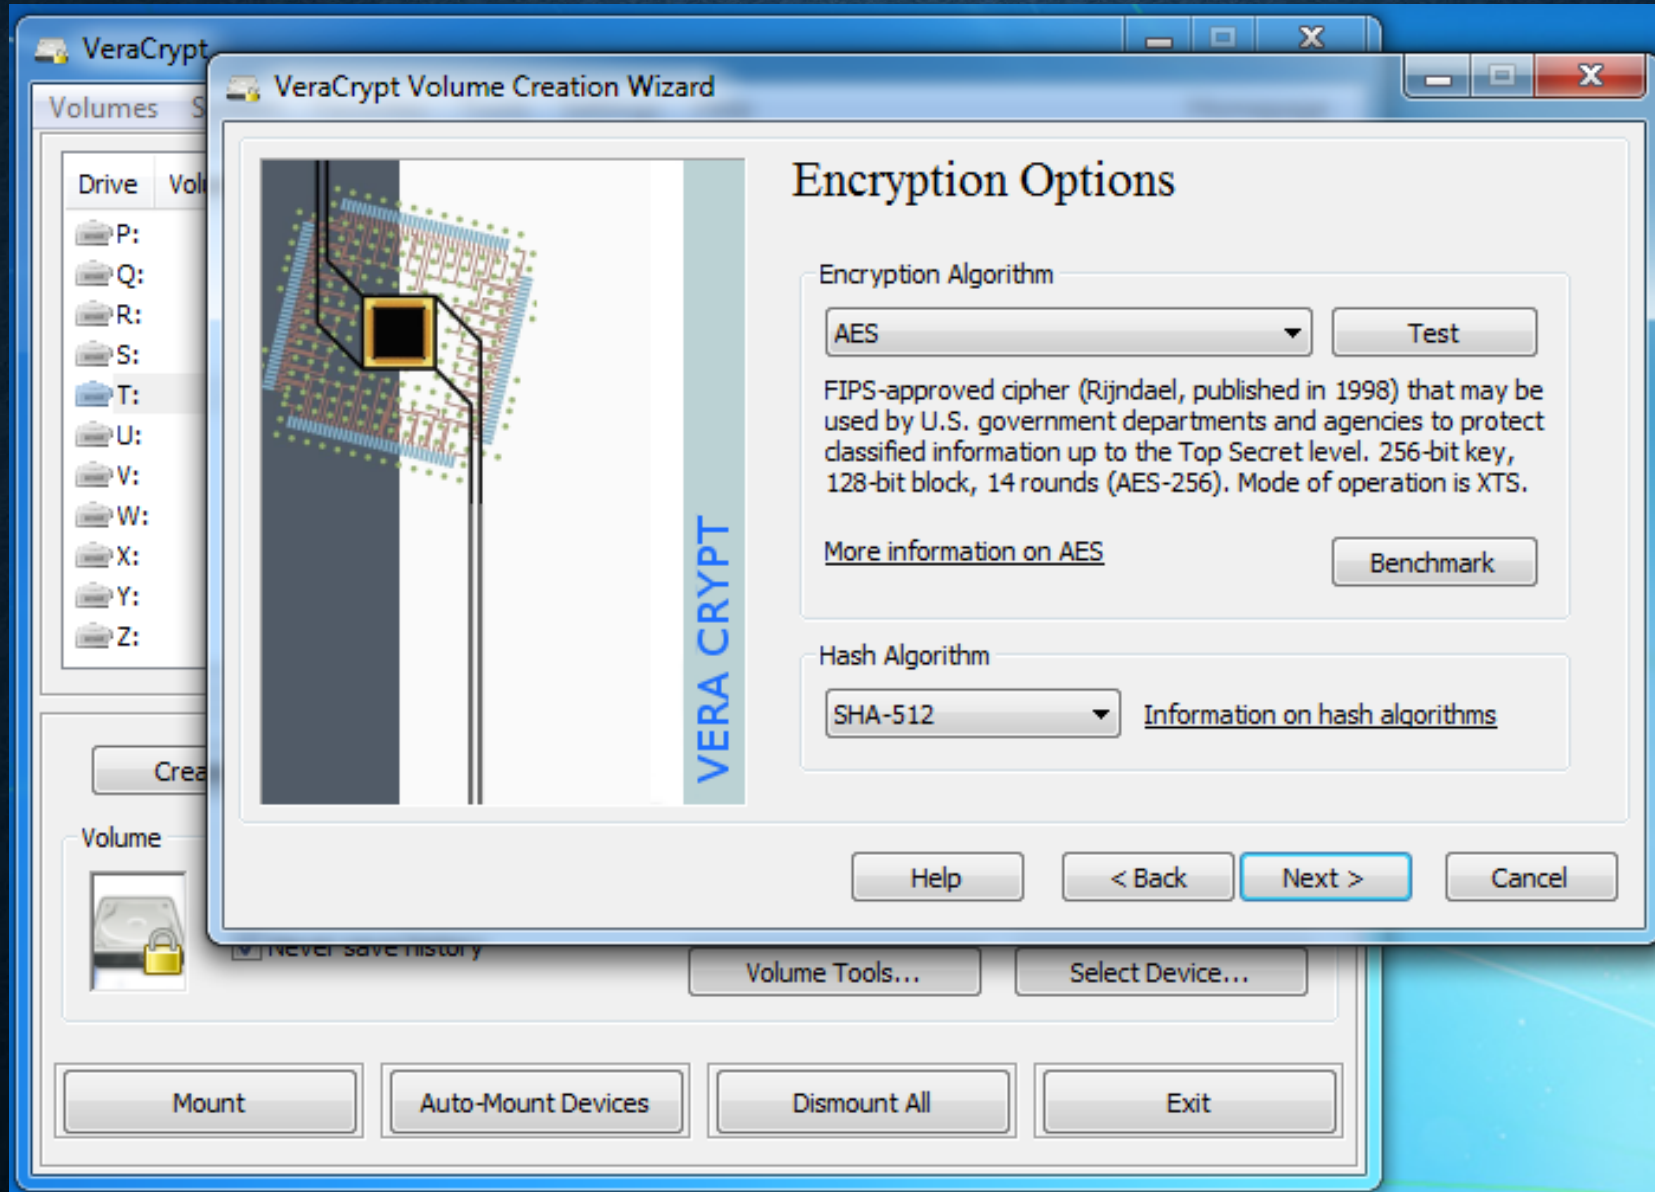 VeraCrypt
Volumes
VeraCrypt Volume Creation Wizard
Drive
P:
Q:
R:
S:
T:
U:
V:
W:
X:
Y:
Z:
VERA CRYPT
Encryption Options
Encryption Algorithm
AES
Test
FIPS-approved cipher (Rijndael, published in 1998) that may be
used by U.S. government departments and agencies to protect
classified information up to the Top Secret level. 256-bit key,
128-bit block, 14 rounds (AES-256). Mode of operation is XTS.
More information on AES
Benchmark
Hash Algorithm
SHA-512
Information on hash algorithms
Help
< Back
Next >
Cancel
Volume
Never save history
Volume Tools...
Select Device...
Mount
Auto-Mount Devices
Dismount All
Exit